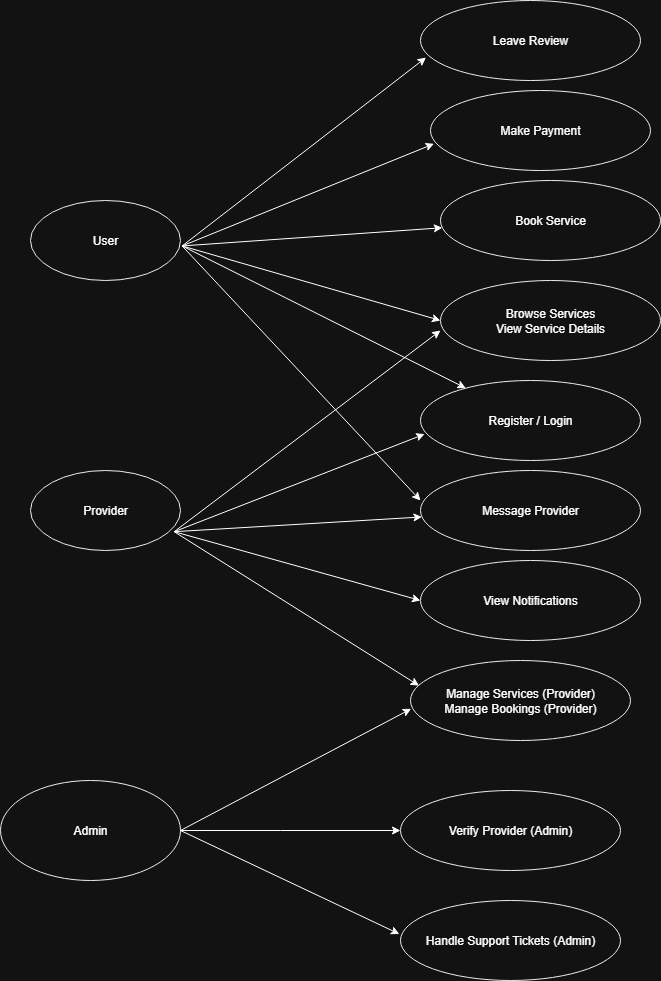 Leave Review
Make Payment
User
Book Service
Browse Services
View Service Details
Register / Login
Provider
Message Provider
View Notifications
Manage Services (Provider)
Manage Bookings (Provider)
Admin
Verify Provider (Admin)
Handle Support Tickets (Admin)